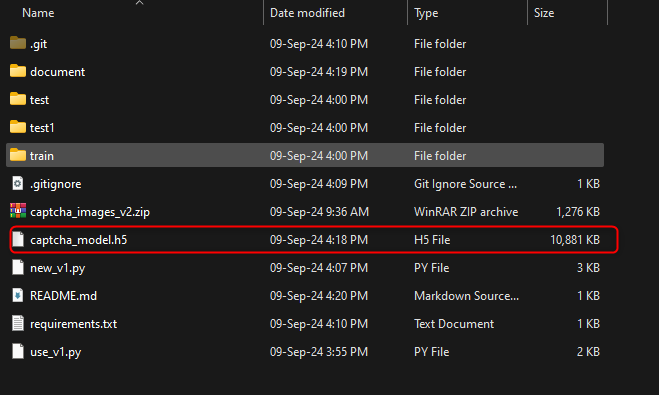 Name Date modified Type Size
.git 09-Sep-24 4:10 PM File folder
document 09-Sep-24 4:19 PM File folder
test 09-Sep-24 4:00 PM File folder
test1 09-Sep-24 4:00 PM File folder
train 09-Sep-24 4:00 PM File folder
.gitignore 09-Sep-24 4:09 PM Git Ignore Source ... 1 KB
captcha_images_v2.zip 09-Sep-24 9:36 AM WinRAR ZIP archive 1,276 KB
captcha_model.h5 09-Sep-24 4:18 PM H5 File 10,881 KB
new_v1.py 09-Sep-24 4:07 PM PY File 3 KB
README.md 09-Sep-24 4:20 PM Markdown Source... 1 KB
requirements.txt 09-Sep-24 4:10 PM Text Document 1 KB
use_v1.py 09-Sep-24 3:55 PM PY File 2 KB